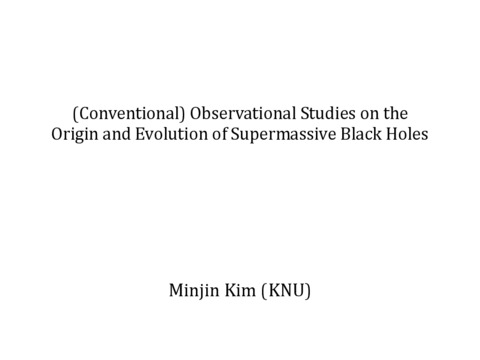 (Conventional) Observational Studies on the
Origin and Evolution of Supermassive Black Holes
Minjin Kim (KNU)